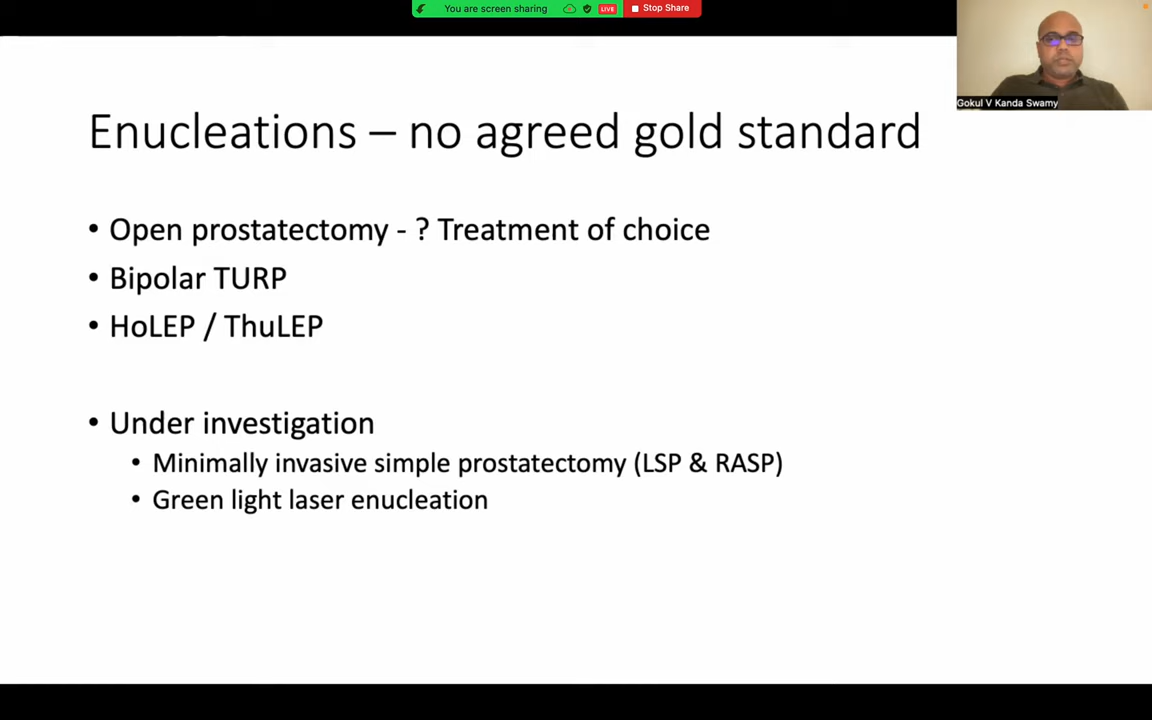 You are screen sharing
LIVE
Stop Share
Gokul V Kanda Swamy
Enucleations – no agreed gold standard
• Open prostatectomy - ? Treatment of choice
• Bipolar TURP
• HoLEP / ThuLEP
• Under investigation
• Minimally invasive simple prostatectomy (LSP & RASP)
• Green light laser enucleation